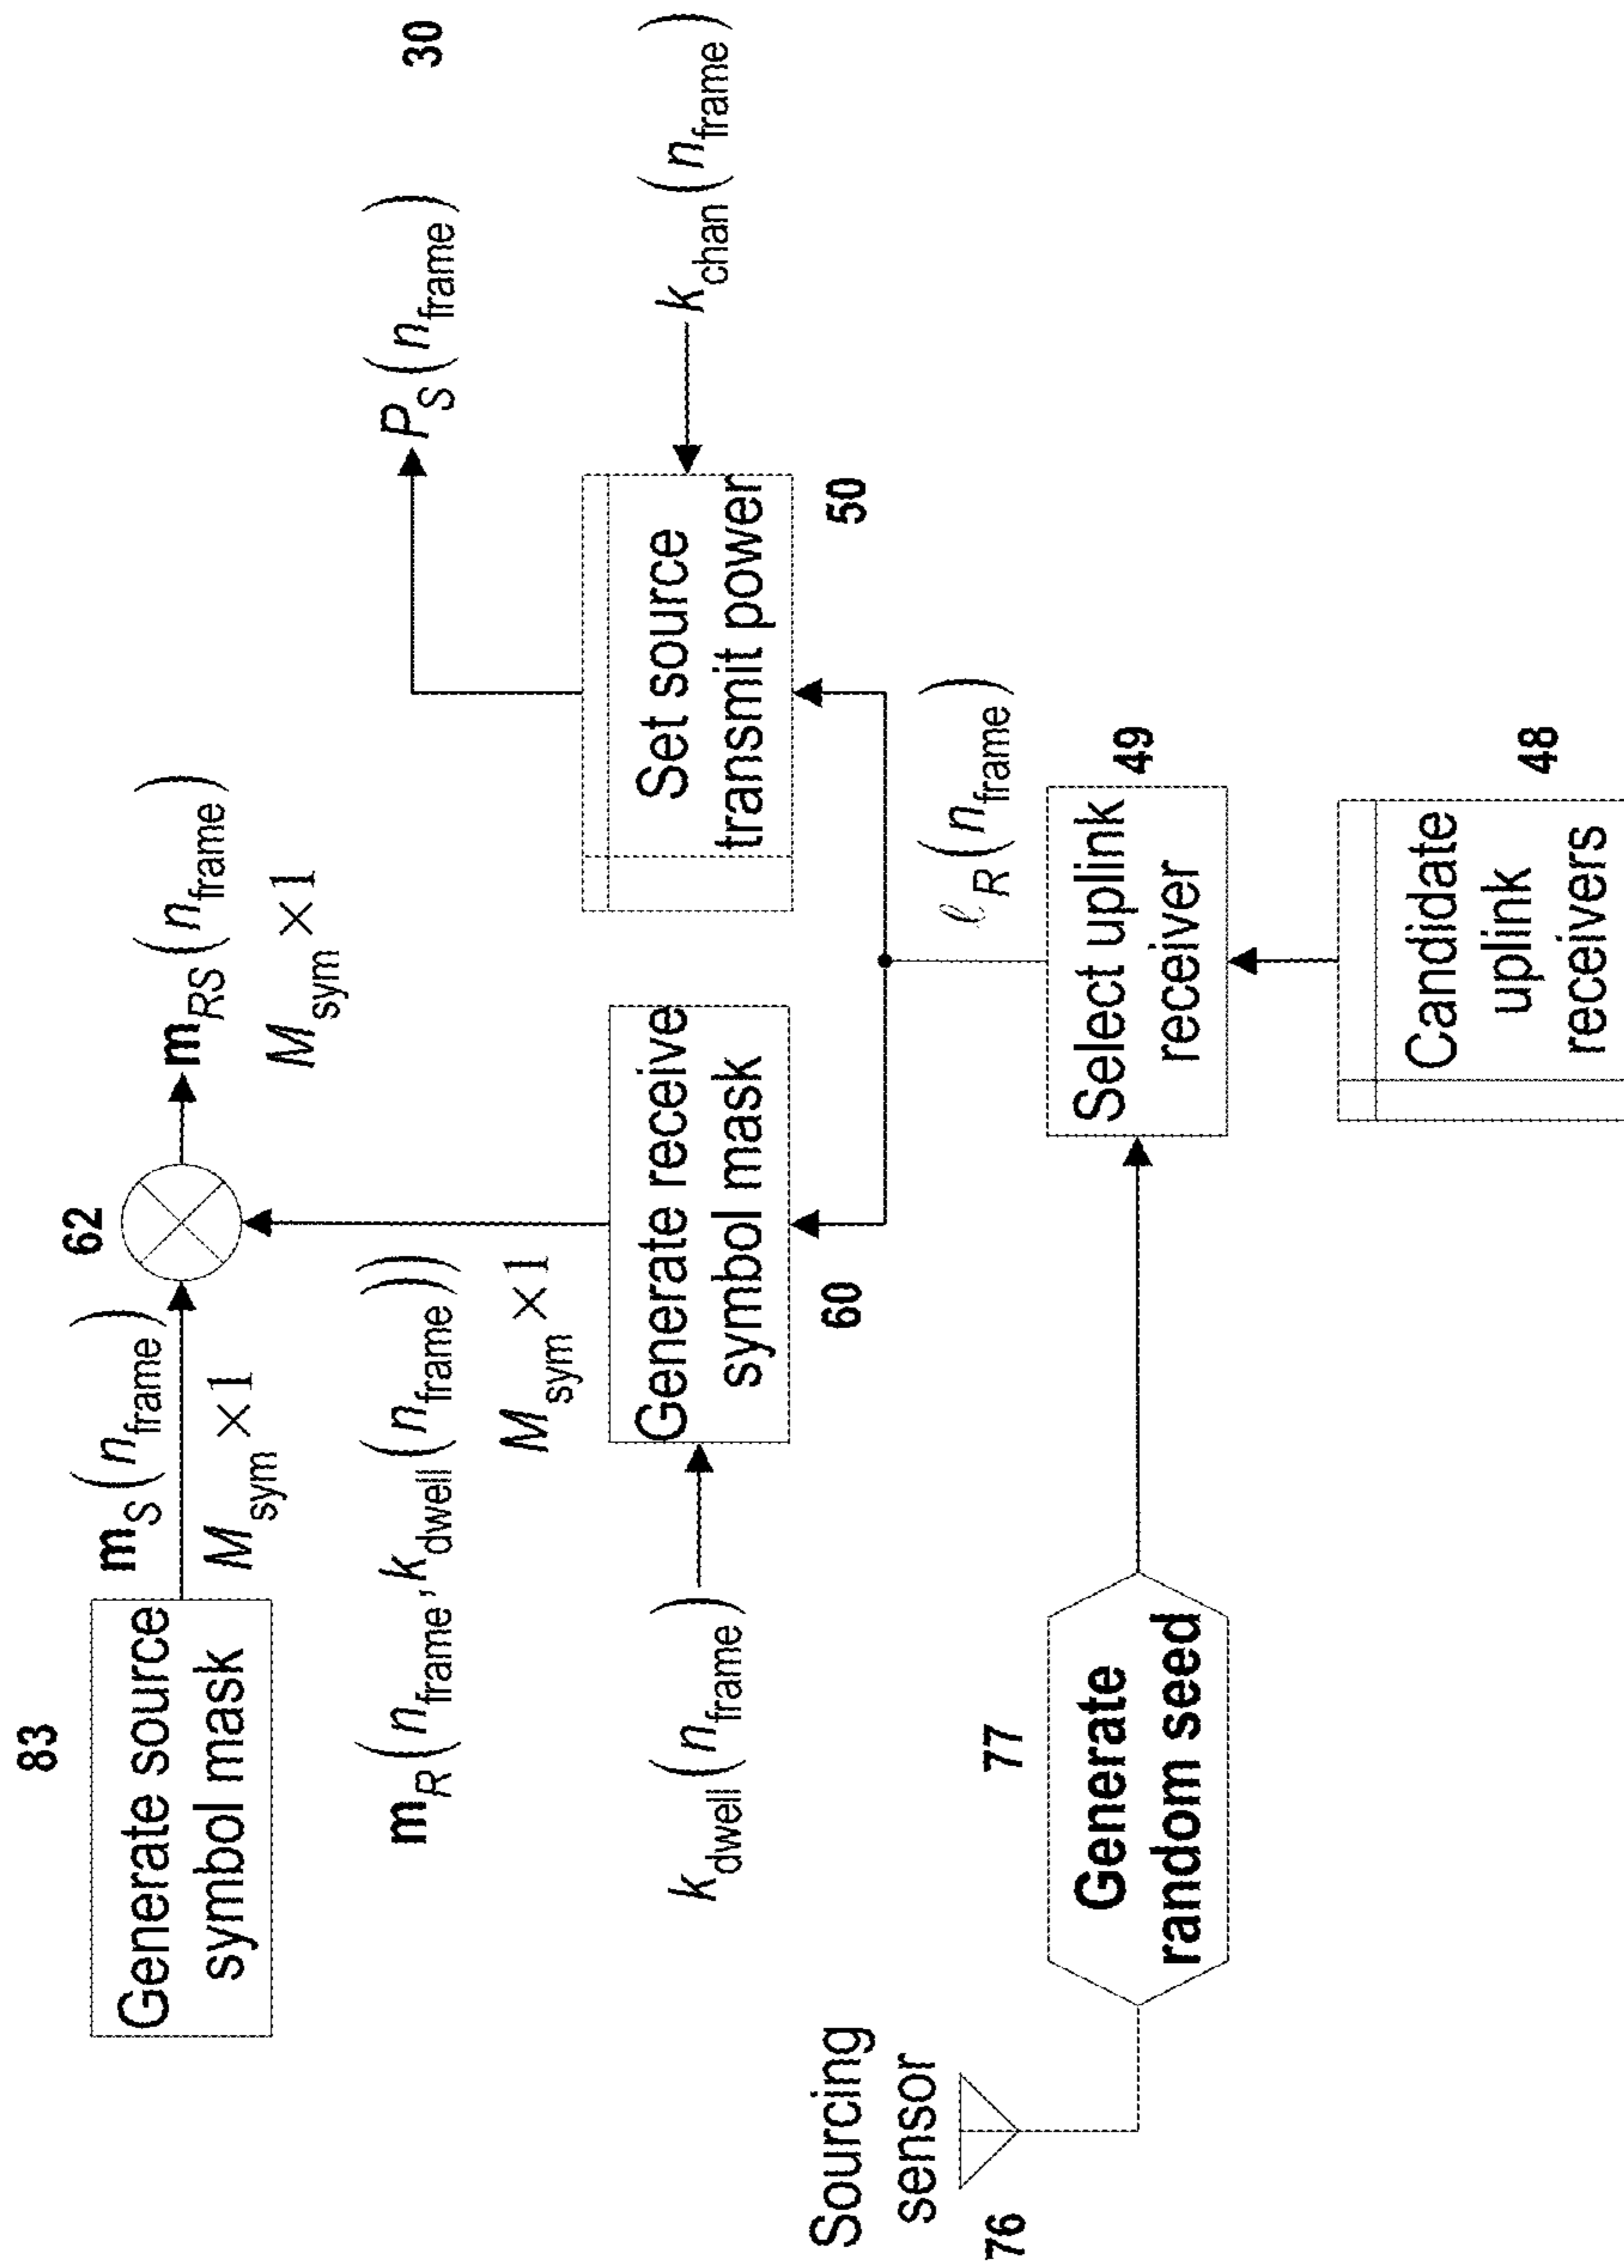 83
Generate source
symbol mask
m_S(n_frame)
M_sym×1
62
m_RS(n_frame)
M_sym×1
30
P_S(n_frame)
m_R(n_frame,k_dwell(n_frame))
M_sym×1
k_dwell(n_frame)
Generate receive
symbol mask
60
Set source
transmit power
50
k_chan(n_frame)
ℓ_R(n_frame)
Sourcing
sensor
76
77
Generate
random seed
Select uplink
receiver
49
Candidate
uplink
receivers
48